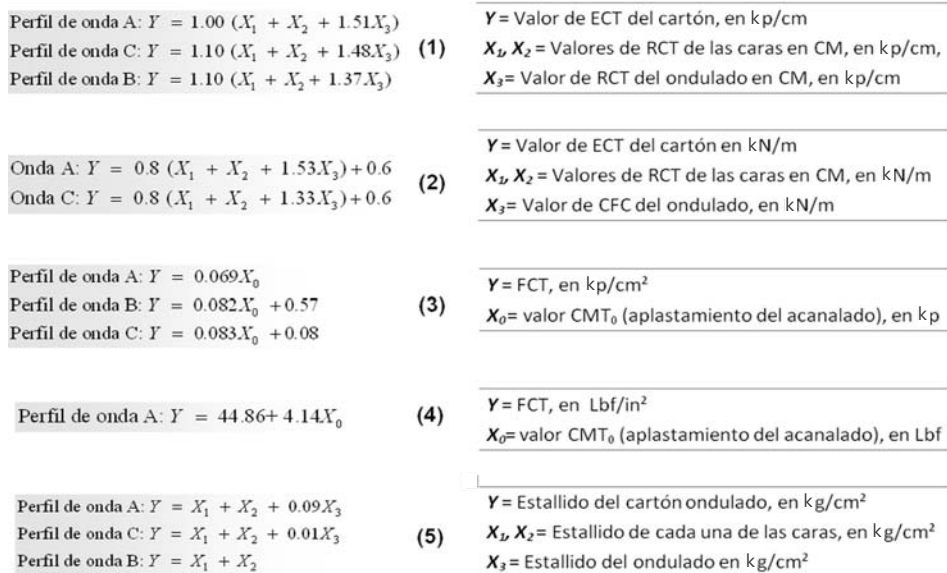 Perfil de onda A: Y = 1.00 (X₁ + X₂ + 1.51X₃)
Perfil de onda C: Y = 1.10 (X₁ + X₂ + 1.48X₃)
Perfil de onda B: Y = 1.10 (X₁ + X₂ + 1.37X₃)
(1)
Y = Valor de ECT del cartón, en kp/cm
X₁, X₂ = Valores de RCT de las caras en CM, en kp/cm,
X₃= Valor de RCT del ondulado en CM, en kp/cm
Onda A: Y = 0.8 (X₁ + X₂ + 1.53X₃)+0.6
Onda C: Y = 0.8 (X₁ + X₂ + 1.33X₃)+0.6
(2)
Y = Valor de ECT del cartón en kN/m
X₁, X₂ = Valores de RCT de las caras en CM, en kN/m
X₃= Valor de CFC del ondulado, en kN/m
Perfil de onda A: Y = 0.069X₀
Perfil de onda B: Y = 0.082X₀ +0.57
Perfil de onda C: Y = 0.083X₀ +0.08
(3)
Y = FCT, en kp/cm²
X₀= valor CMT₀ (aplastamiento del acanalado), en kp
Perfil de onda A: Y = 44.86+ 4.14X₀
(4)
Y = FCT, en Lbf/in²
X₀= valor CMT₀ (aplastamiento del acanalado), en Lbf
Perfil de onda A: Y = X₁ + X₂ + 0.09X₃
Perfil de onda C: Y = X₁ + X₂ + 0.01X₃
Perfil de onda B: Y = X₁ + X₂
(5)
Y = Estallido del cartón ondulado, en kg/cm²
X₁, X₂= Estallido de cada una de las caras, en kg/cm²
X₃ = Estallido del ondulado en kg/cm²